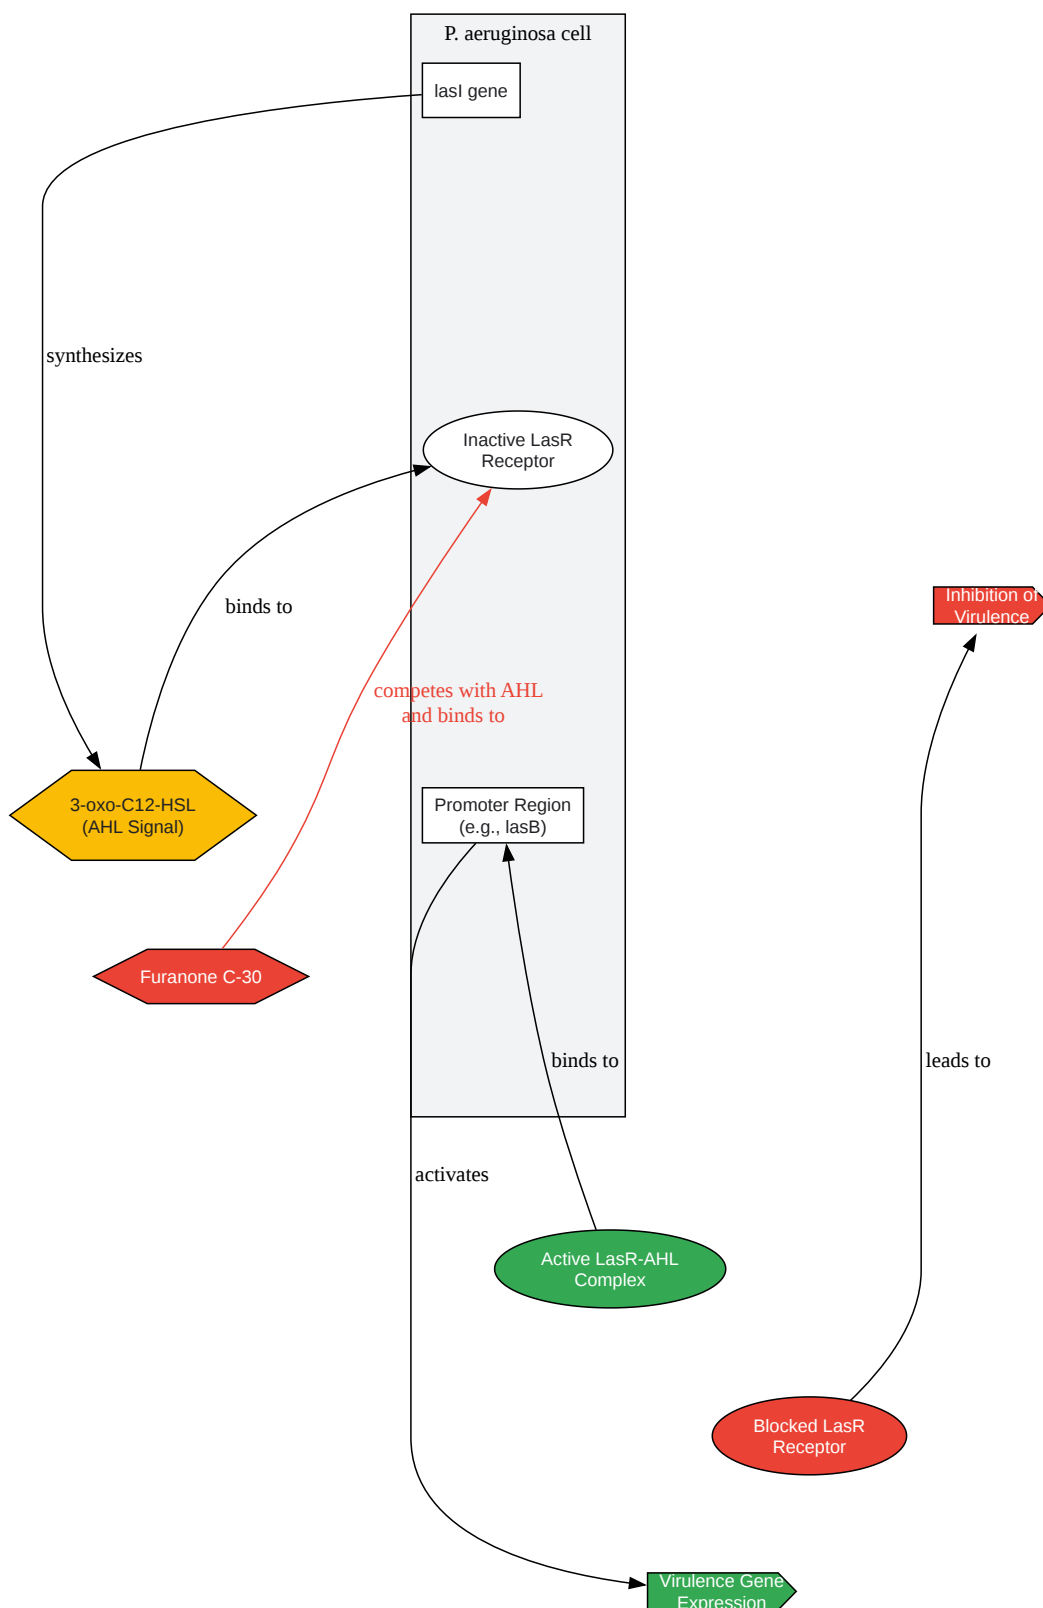 P. aeruginosa cell
lasI gene
synthesizes
Inactive LasR
Receptor
binds to
Inhibition of
Virulence
competes with AHL
and binds to
3-oxo-C12-HSL
(AHL Signal)
Promoter Region
(e.g., lasB)
Furanone C-30
binds to
leads to
activates
Active LasR-AHL
Complex
Blocked LasR
Receptor
Virulence Gene
Expression